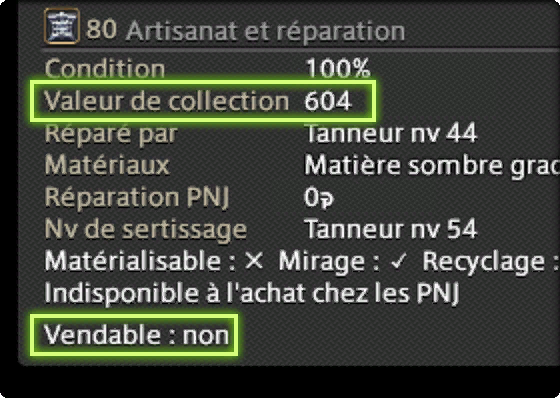 80 Artisanat et réparation
Condition 100%
Valeur de collection 604
Réparé par Tanneur nv 44
Matériaux Matière sombre grad
Réparation PNJ 0
Nv de sertissage Tanneur nv 54
Matérialisable : ✕ Mirage : ✓ Recyclage :
Indisponible à l'achat chez les PNJ
Vendable : non